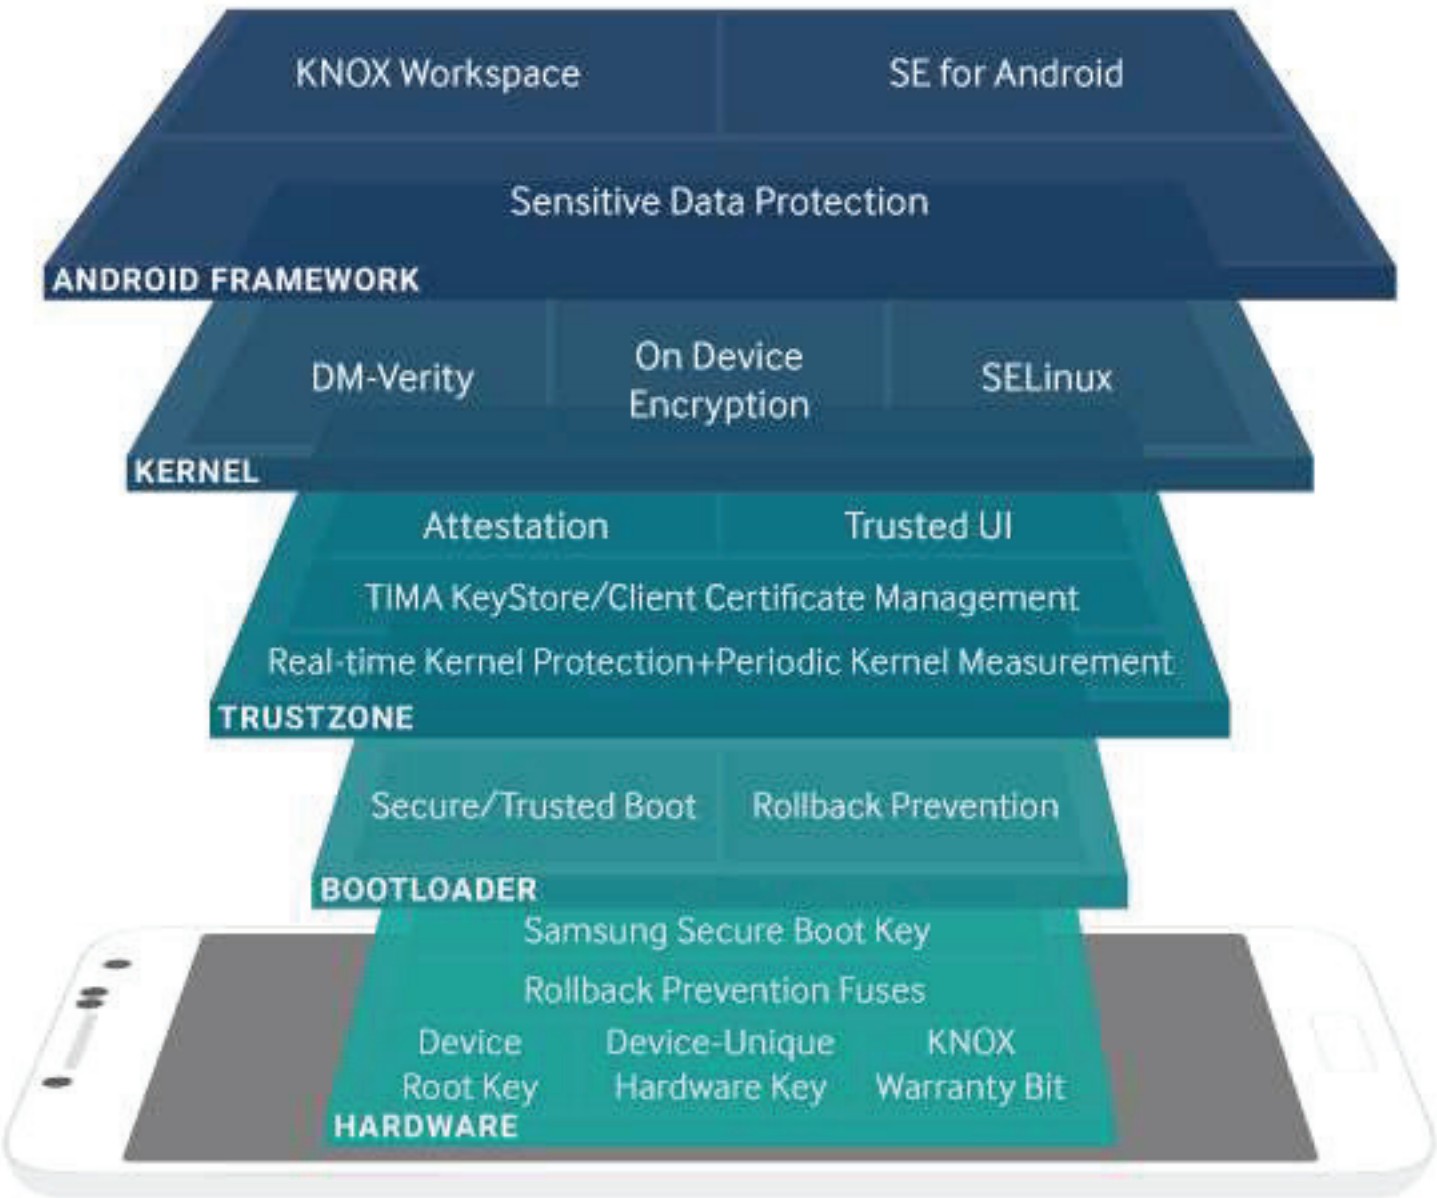 KNOX Workspace
SE for Android
Sensitive Data Protection
ANDROID FRAMEWORK
DM-Verity
On Device
Encryption
SELinux
KERNEL
Attestation
Trusted UI
TIMA KeyStore/Client Certificate Management
Real-time Kernel Protection+Periodic Kernel Measurement
TRUSTZONE
Secure/Trusted Boot
Rollback Prevention
BOOTLOADER
Samsung Secure Boot Key
Rollback Prevention Fuses
Device
Root Key
Device-Unique
Hardware Key
KNOX
Warranty Bit
HARDWARE